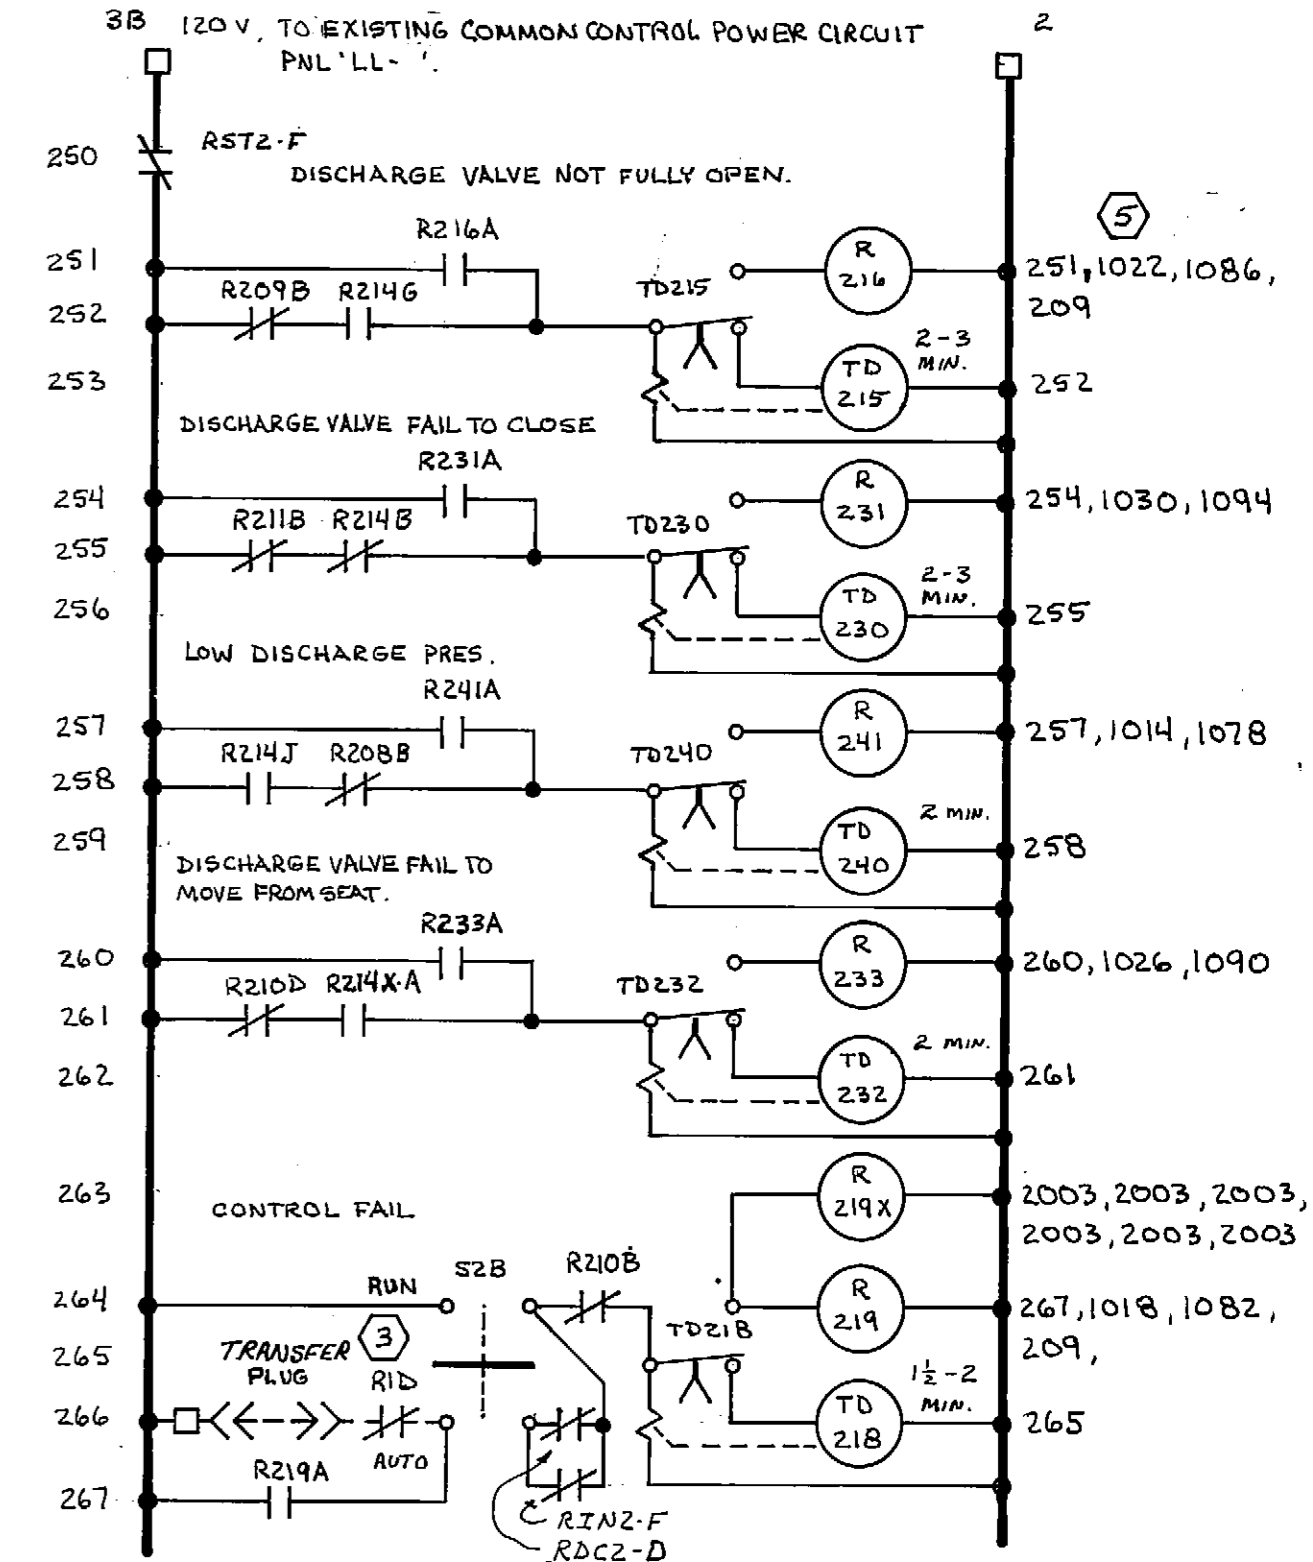 3B 120 V, TO EXISTING COMMON CONTROL POWER CIRCUIT 2
PNL 'LL- '.
250 RST2-F
DISCHARGE VALVE NOT FULLY OPEN.
5
R216A
251 R 216 251, 1022, 1086,
209
R209B R214G TD215
252
2-3 MIN.
253 TD 215 252
DISCHARGE VALVE FAIL TO CLOSE
R231A
254 R 231 254, 1030, 1094
R211B R214B TD230
255
2-3 MIN.
256 TD 230 255
LOW DISCHARGE PRES.
R241A
257 R 241 257, 1014, 1078
R214J R208B TD240
258
2 MIN.
259 TD 240 258
DISCHARGE VALVE FAIL TO
MOVE FROM SEAT.
R233A
260 R 233 260, 1026, 1090
R210D R214X-A TD232
261
2 MIN.
262 TD 232 261
263 R 219X 2003, 2003, 2003,
2003, 2003, 2003
CONTROL FAIL
S2B R210B
264 RUN R 219 267, 1018, 1082,
209,
3 TD218
265 TRANSFER
PLUG R1D
1½-2 MIN.
266 TD 218 265
AUTO
R219A
267
RIN2-F
RDC2-D